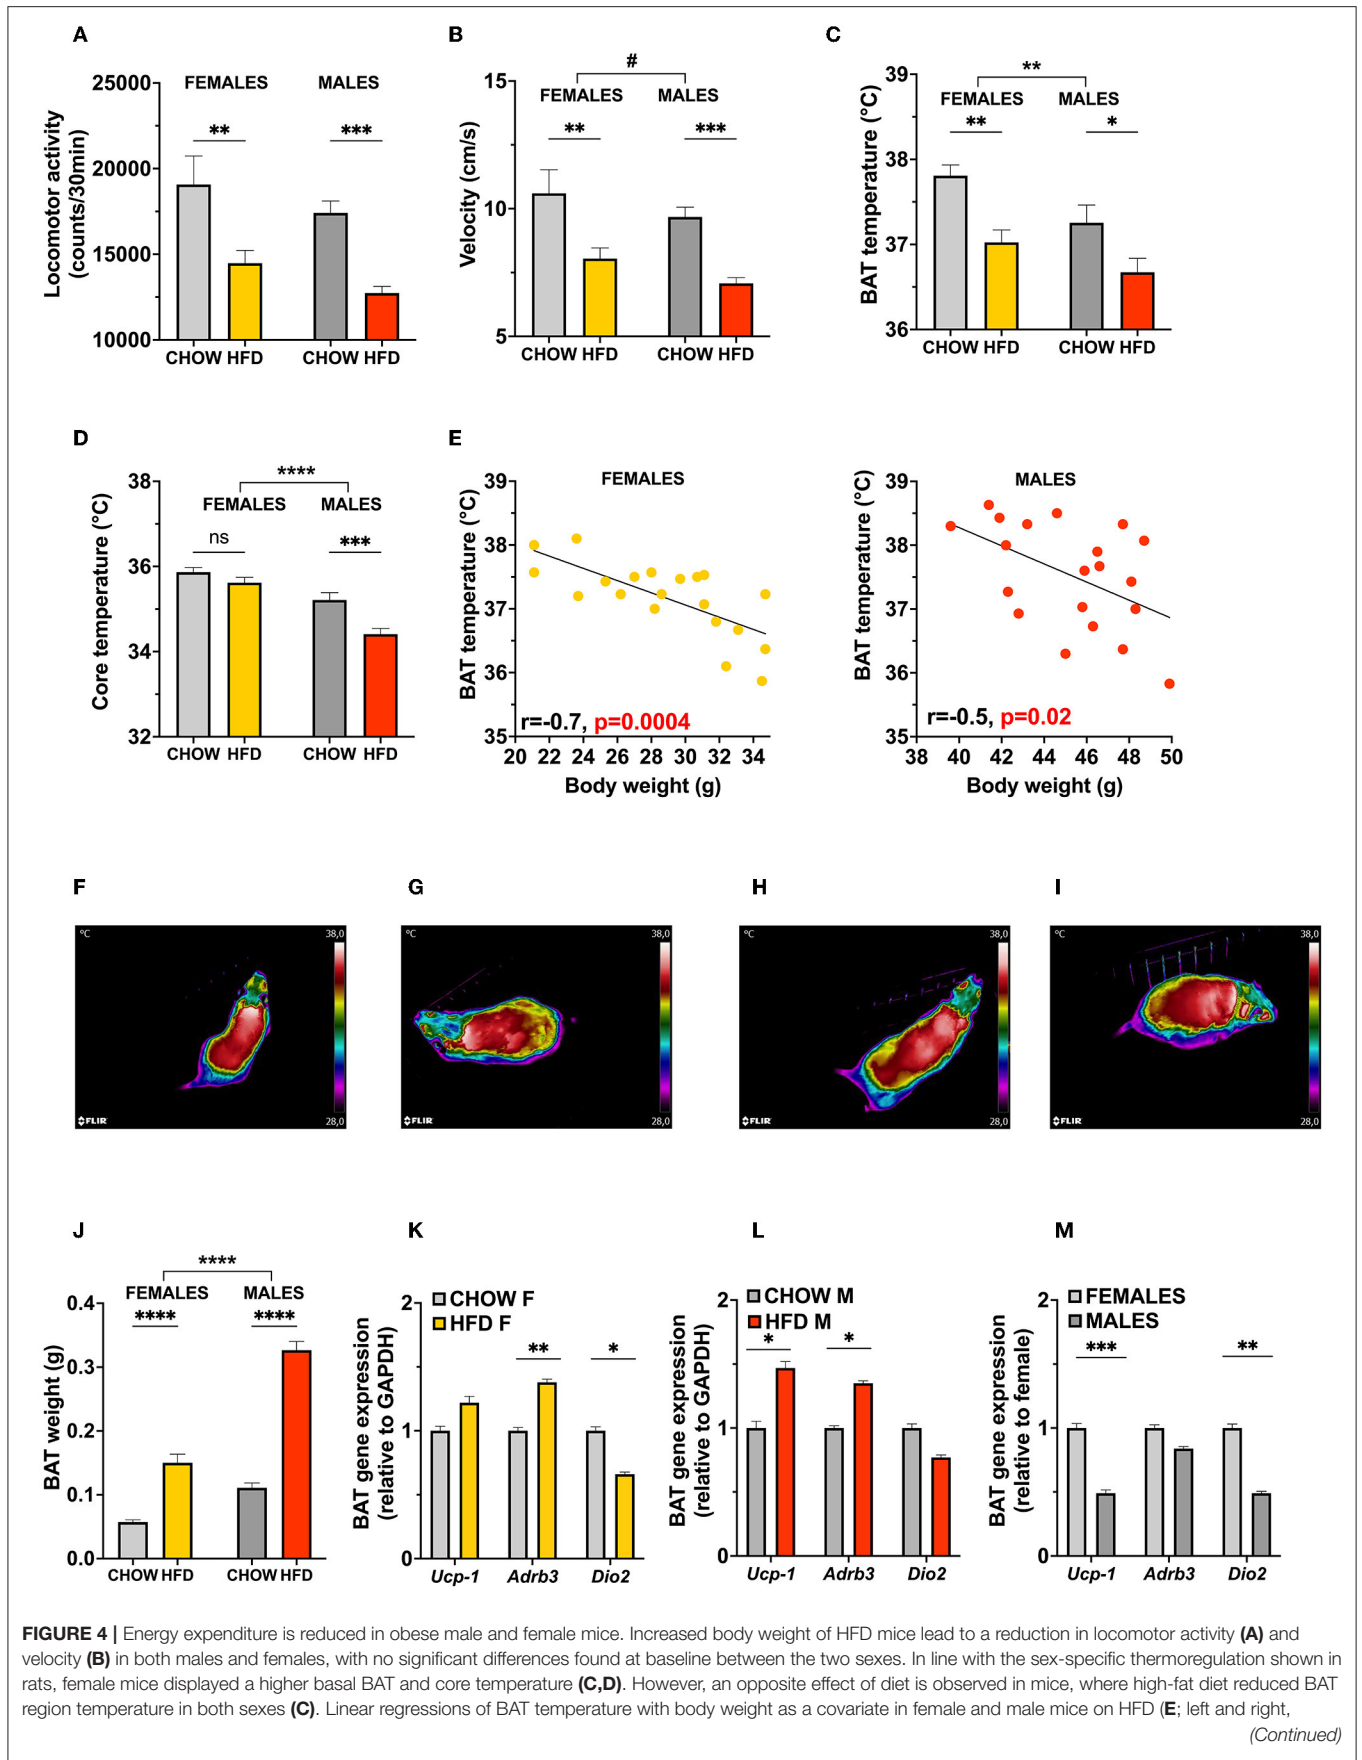 A
FEMALES MALES
** ***
Locomotor activity
(counts/30min)
25000
20000
15000
10000
CHOW HFD CHOW HFD
B
#
FEMALES MALES
** ***
Velocity (cm/s)
15
10
5
CHOW HFD CHOW HFD
C
**
FEMALES MALES
** *
BAT temperature (°C)
39
38
37
36
CHOW HFD CHOW HFD
D
****
FEMALES MALES
ns ***
Core temperature (°C)
38
36
34
32
CHOW HFD CHOW HFD
E
FEMALES
BAT temperature (°C)
39
38
37
36
35
r=-0.7, p=0.0004
20 22 24 26 28 30 32 34
Body weight (g)
MALES
BAT temperature (°C)
39
38
37
36
35
r=-0.5, p=0.02
38 40 42 44 46 48 50
Body weight (g)
F
°C 38,0
FLIR 28,0
G
°C 38,0
FLIR 28,0
H
°C 38,0
FLIR 28,0
I
°C 38,0
FLIR 28,0
J
****
FEMALES MALES
**** ****
BAT weight (g)
0.4
0.3
0.2
0.1
0.0
CHOW HFD CHOW HFD
K
CHOW F
HFD F
** *
BAT gene expression
(relative to GAPDH)
2
1
0
Ucp-1 Adrb3 Dio2
L
CHOW M
HFD M
* *
BAT gene expression
(relative to GAPDH)
2
1
0
Ucp-1 Adrb3 Dio2
M
FEMALES
MALES
*** **
BAT gene expression
(relative to female)
2
1
0
Ucp-1 Adrb3 Dio2
FIGURE 4 | Energy expenditure is reduced in obese male and female mice. Increased body weight of HFD mice lead to a reduction in locomotor activity (A) and
velocity (B) in both males and females, with no significant differences found at baseline between the two sexes. In line with the sex-specific thermoregulation shown in
rats, female mice displayed a higher basal BAT and core temperature (C,D). However, an opposite effect of diet is observed in mice, where high-fat diet reduced BAT
region temperature in both sexes (C). Linear regressions of BAT temperature with body weight as a covariate in female and male mice on HFD (E; left and right,
(Continued)